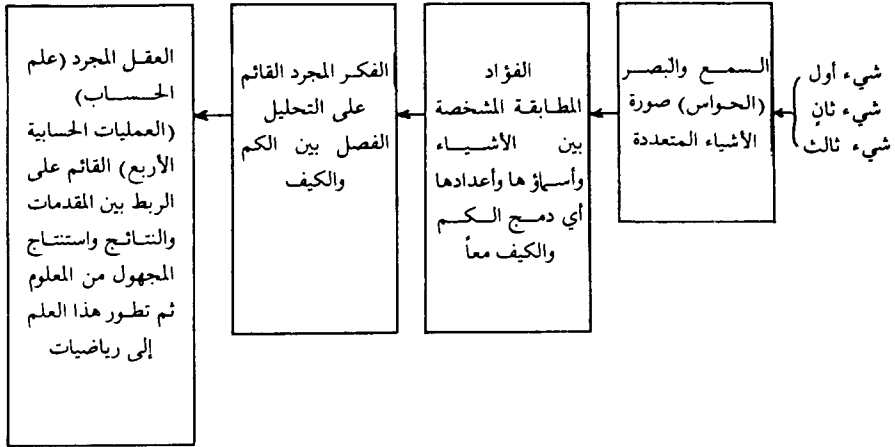 شيء أول
شيء ثانٍ
شيء ثالث
السمع والبصر
(الحواس) صورة
الأشياء المتعددة
الفؤاد
المطابقة المشخصة
بين الأشياء
وأسماؤها وأعدادها
أي دمج الكم
والكيف معاً
الفكر المجرد القائم
على التحليل
الفصل بين الكم
والكيف
العقل المجرد (علم
الحساب)
(العمليات الحسابية
الأربع) القائم على
الربط بين المقدمات
والنتائج واستنتاج
المجهول من المعلوم
ثم تطور هذا العلم
إلى رياضيات